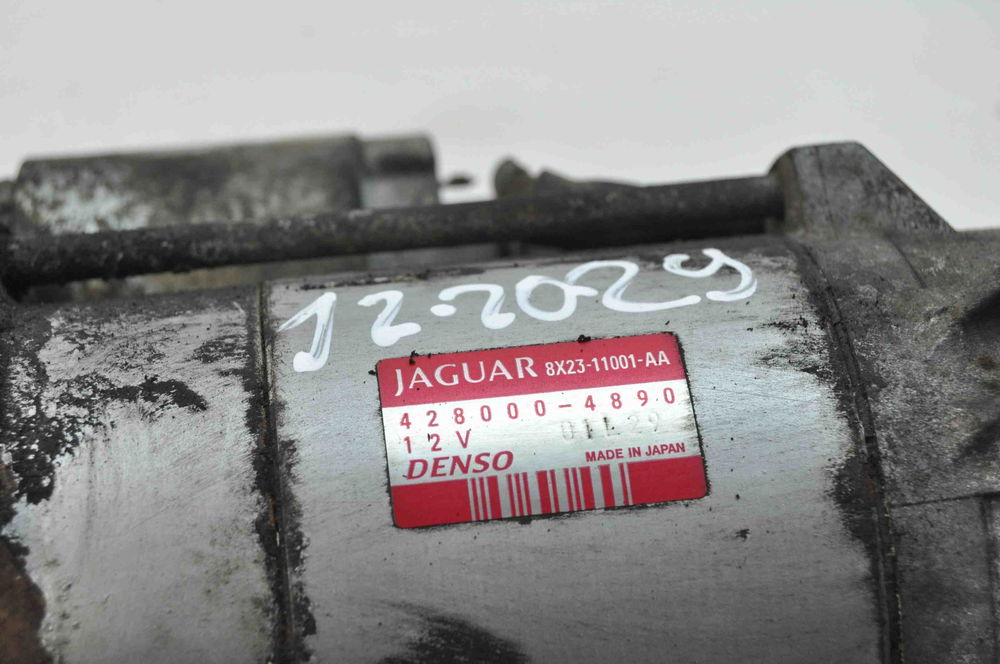 12-2029
JAGUAR 8X23-11001-AA
428000-4890
12V
DENSO MADE IN JAPAN